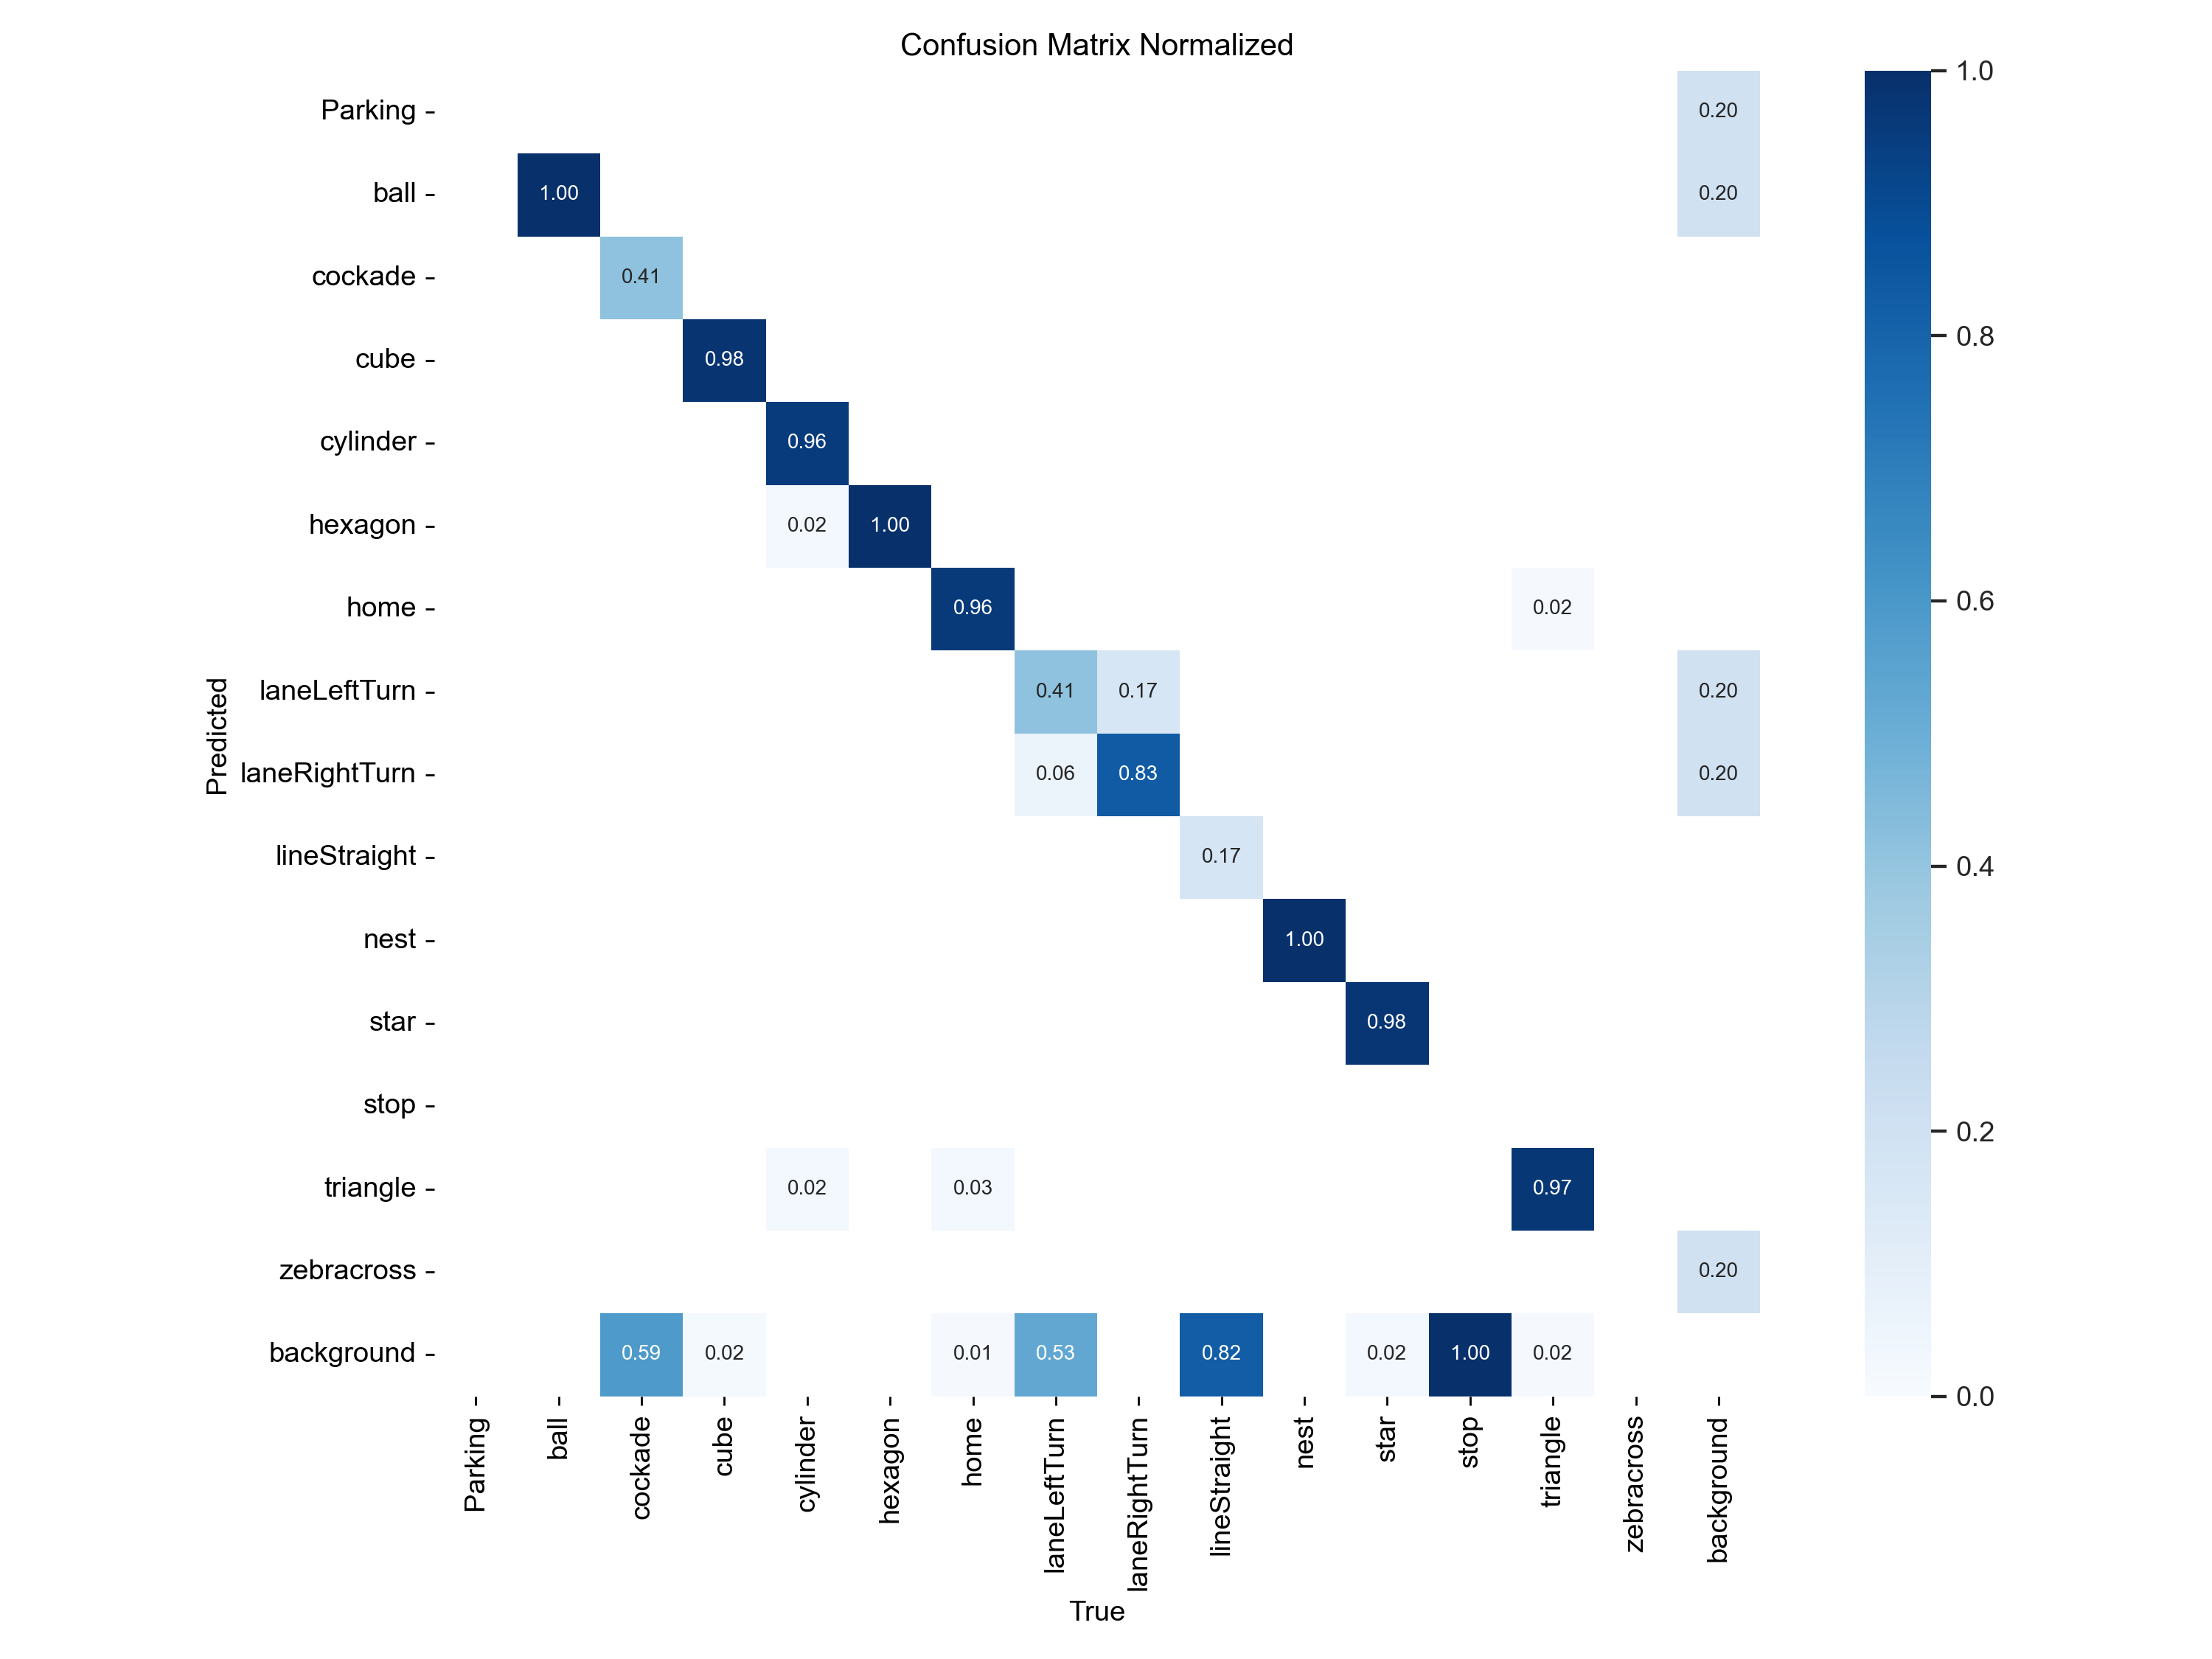 Confusion Matrix Normalized
Parking
0.20
1.0
ball
1.00
0.20
cockade
0.41
cube
0.98
0.8
cylinder
0.96
hexagon
0.02
1.00
home
0.96
0.02
0.6
Predicted
laneLeftTurn
0.41
0.17
0.20
laneRightTurn
0.06
0.83
0.20
lineStraight
0.17
0.4
nest
1.00
star
0.98
stop
0.2
triangle
0.02
0.03
0.97
zebracross
0.20
background
0.59
0.02
0.01
0.53
0.82
0.02
1.00
0.02
0.0
Parking
ball
cockade
cube
cylinder
hexagon
home
laneLeftTurn
laneRightTurn
lineStraight
nest
star
stop
triangle
zebracross
background
True